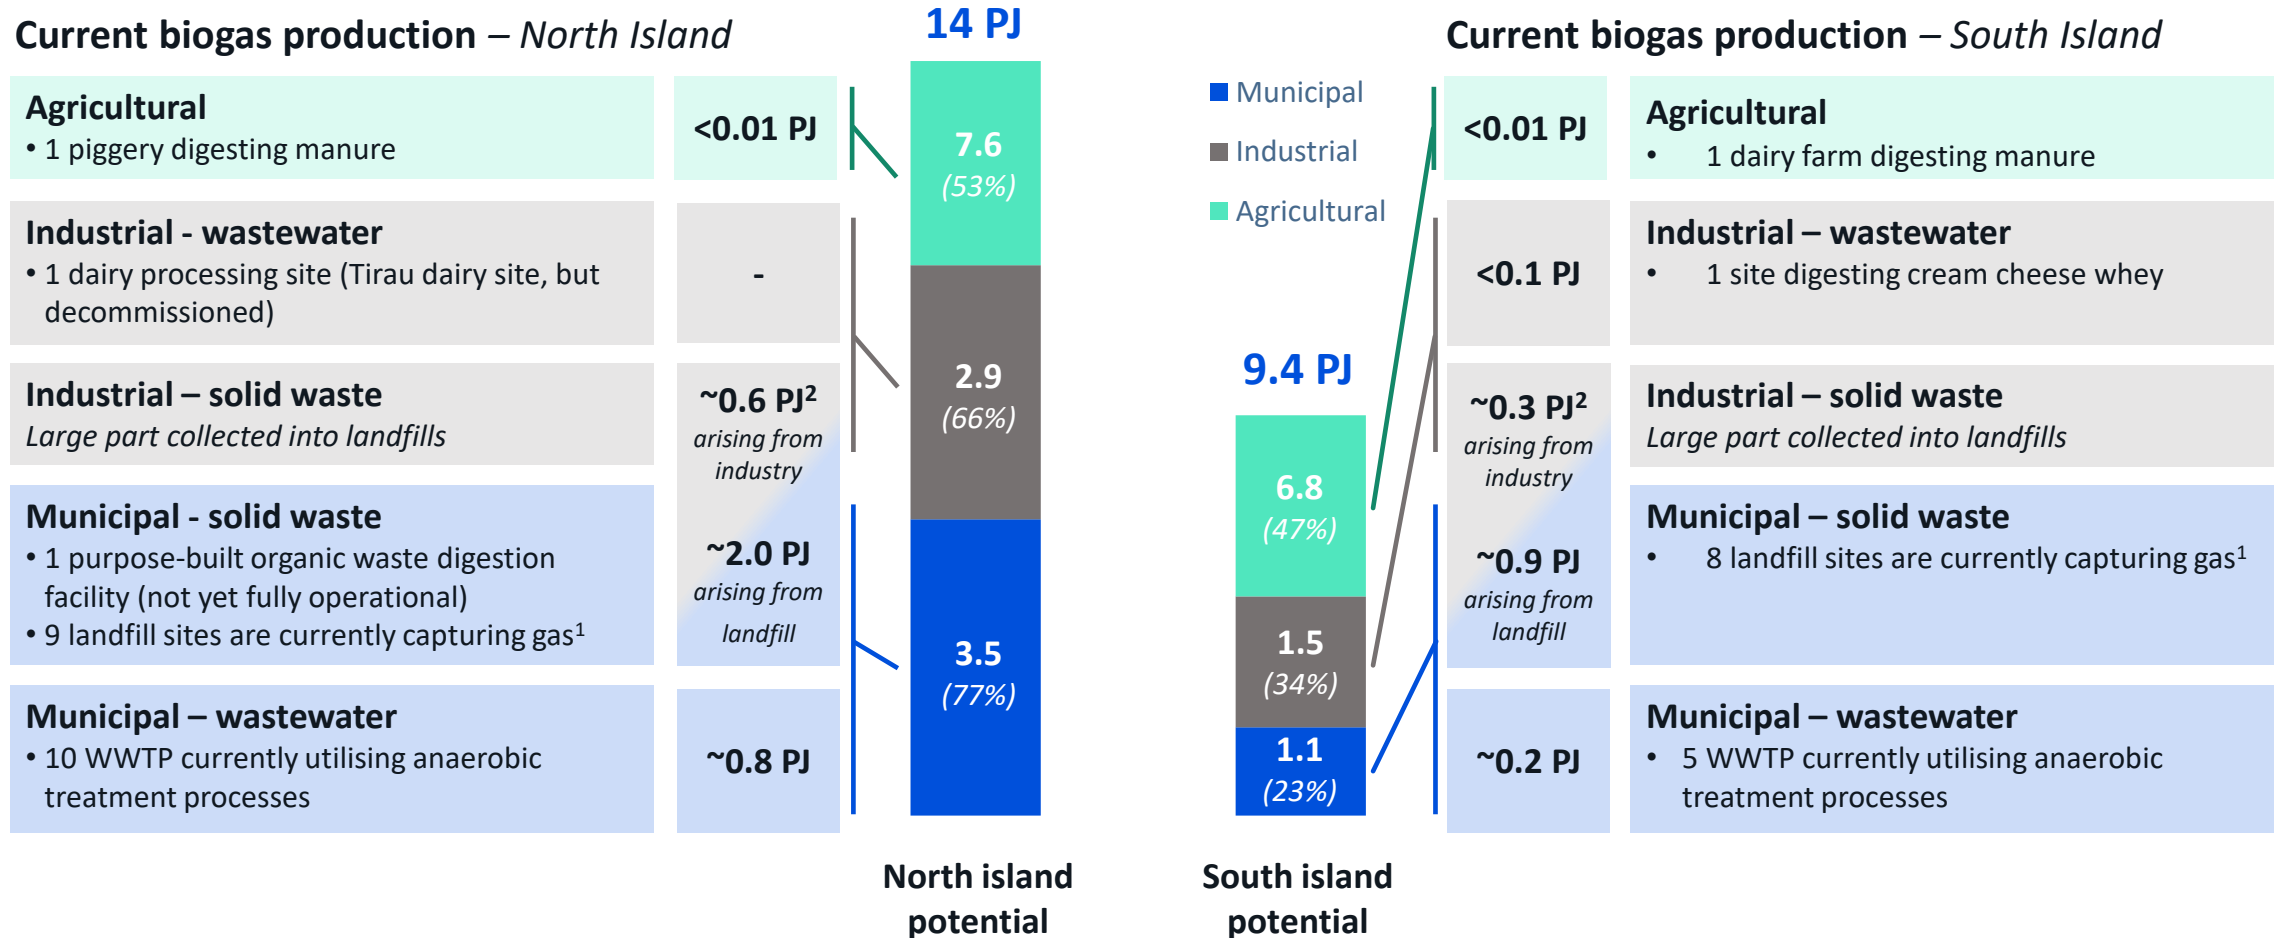 Current biogas production – North Island
Agricultural
• 1 piggery digesting manure
<0.01 PJ
Industrial - wastewater
• 1 dairy processing site (Tirau dairy site, but
decommissioned)
-
Industrial – solid waste
Large part collected into landfills
~0.6 PJ²
arising from
industry
Municipal - solid waste
• 1 purpose-built organic waste digestion
facility (not yet fully operational)
• 9 landfill sites are currently capturing gas¹
~2.0 PJ
arising from
landfill
Municipal – wastewater
• 10 WWTP currently utilising anaerobic
treatment processes
~0.8 PJ
14 PJ
7.6
(53%)
2.9
(66%)
3.5
(77%)
North island
potential
Municipal
Industrial
Agricultural
9.4 PJ
6.8
(47%)
1.5
(34%)
1.1
(23%)
South island
potential
Current biogas production – South Island
<0.01 PJ
Agricultural
• 1 dairy farm digesting manure
<0.1 PJ
Industrial – wastewater
• 1 site digesting cream cheese whey
~0.3 PJ²
arising from
industry
Industrial – solid waste
Large part collected into landfills
~0.9 PJ
arising from
landfill
Municipal – solid waste
• 8 landfill sites are currently capturing gas¹
~0.2 PJ
Municipal – wastewater
• 5 WWTP currently utilising anaerobic
treatment processes